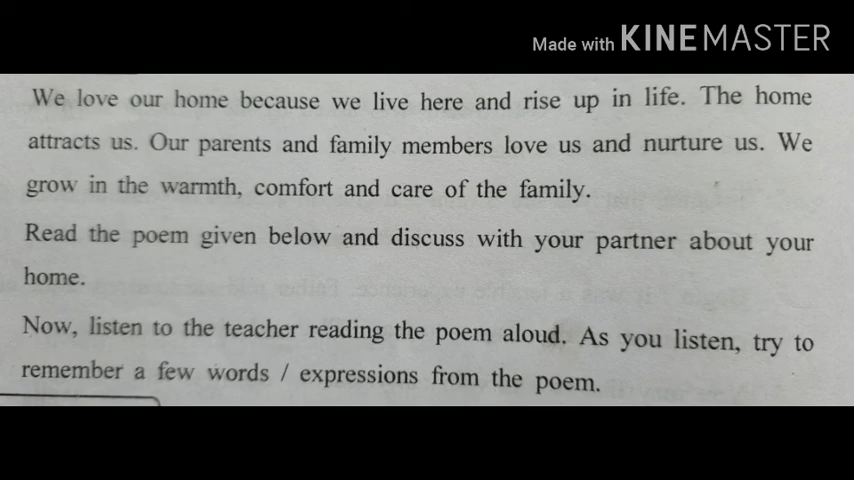 Made with KINEMASTER
We love our home because we live here and rise up in life. The home
attracts us. Our parents and family members love us and nurture us. We
grow in the warmth, comfort and care of the family.
Read the poem given below and discuss with your partner about your
home.
Now, listen to the teacher reading the poem aloud. As you listen, try to
remember a few words / expressions from the poem.